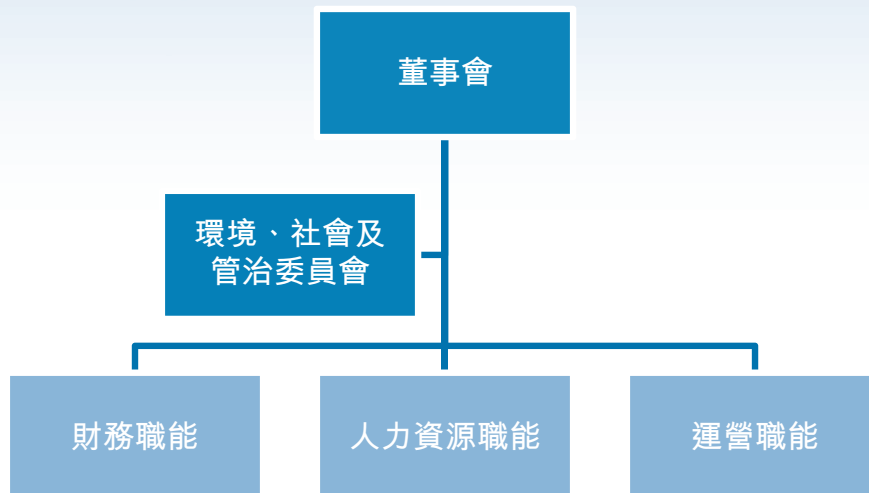 董事會
環境、社會及
管治委員會
財務職能
人力資源職能
運營職能